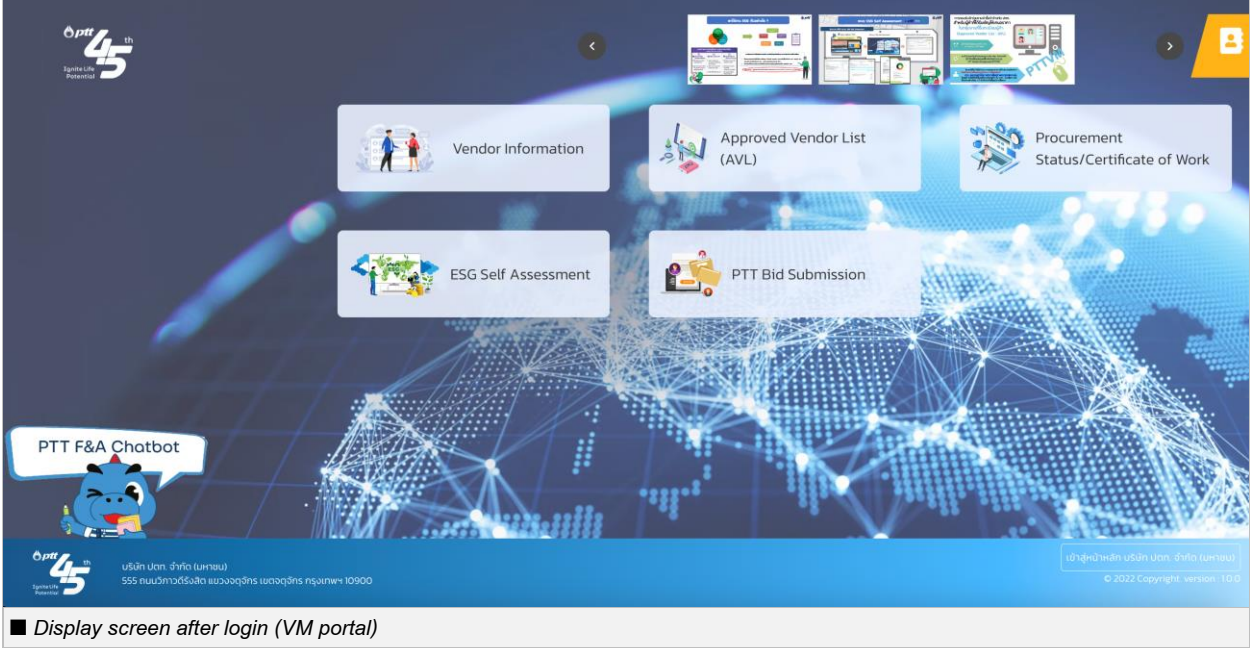 ptt
45
th
Ignite Life
Potential
PTTVM
Vendor Information
Approved Vendor List
(AVL)
Procurement
Status/Certificate of Work
ESG Self Assessment
PTT Bid Submission
PTT F&A Chatbot
ptt
45
th
Ignite Life
Potential
บริษัท ปตท. จำกัด (มหาชน)
555 ถนนวิภาวดีรังสิต แขวงจตุจักร เขตจตุจักร กรุงเทพฯ 10900
เข้าสู่หน้าหลัก บริษัท ปตท. จำกัด (มหาชน)
© 2022 Copyright version : 1.0.0
■ Display screen after login (VM portal)